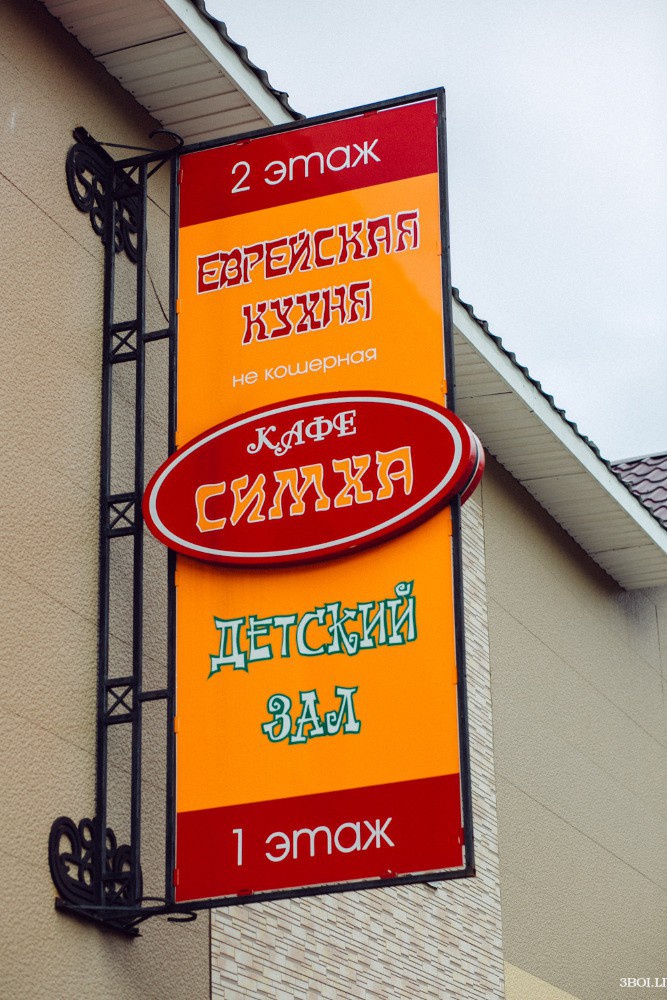 2 этаж
ЕВРЕЙСКАЯ
КУХНЯ
не кошерная
КАФЕ
СИМХА
ДЕТСКИЙ
ЗАЛ
1 этаж